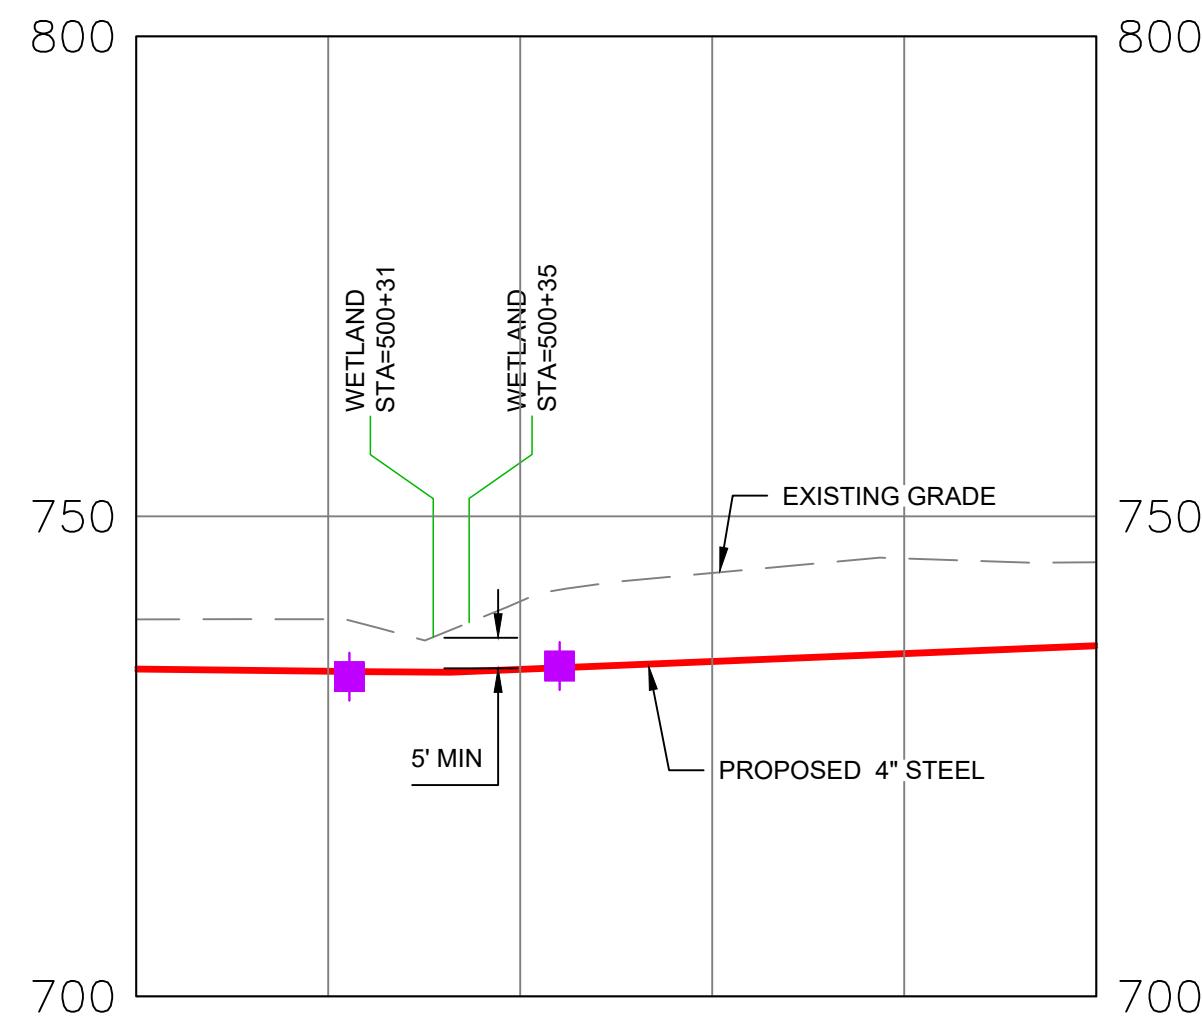 800
800
WETLAND
STA=500+31
WETLAND
STA=500+35
750
750
EXISTING GRADE
5' MIN
PROPOSED 4" STEEL
700
700